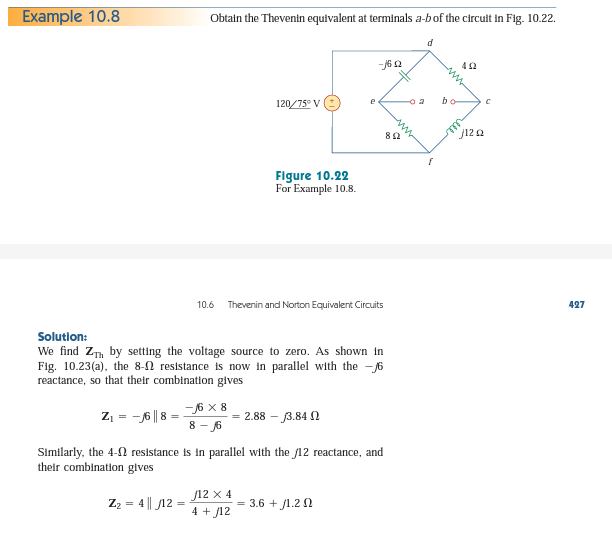 Example 10.8
Obtain the Thevenin equivalent at terminals a-b of the circuit in Fig. 10.22.
d
-j6 Ω
4 Ω
120/75° V
+
-
e
a
b
c
8 Ω
j12 Ω
f
Figure 10.22
For Example 10.8.
10.6 Thevenin and Norton Equivalent Circuits
427
Solution:
We find Z_Th by setting the voltage source to zero. As shown in
Fig. 10.23(a), the 8-Ω resistance is now in parallel with the −j6
reactance, so that their combination gives
Z₁ = −j6 ‖ 8 = (−j6 × 8)/(8 − j6) = 2.88 − j3.84 Ω
Similarly, the 4-Ω resistance is in parallel with the j12 reactance, and
their combination gives
Z₂ = 4 ‖ j12 = (j12 × 4)/(4 + j12) = 3.6 + j1.2 Ω